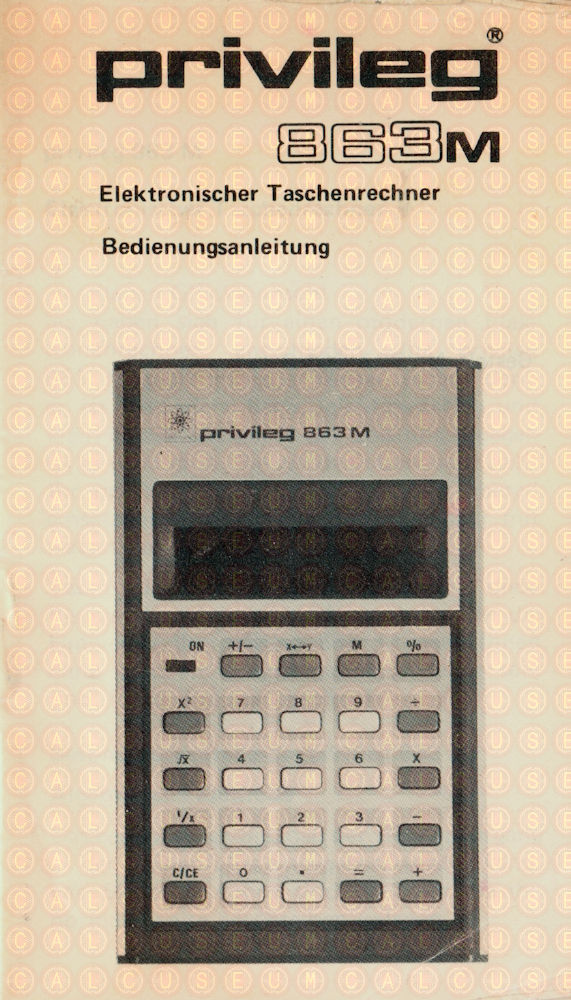 privileg®
863M
Elektronischer Taschenrechner
Bedienungsanleitung
privileg 863M
ON +/− X↔Y M %
X² 7 8 9 ÷
√x 4 5 6 X
1/x 1 2 3 −
C/CE 0 . = +
CALCUSEUM